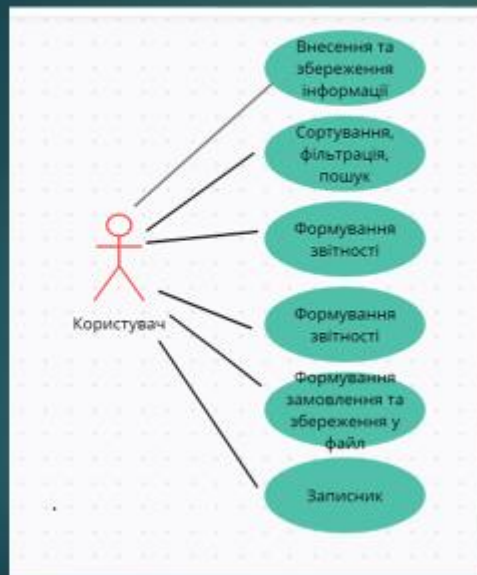 Внесення та
збереження
інформації
Сортування,
фільтрація,
пошук
Формування
звітності
Користувач
Формування
звітності
Формування
замовлення та
збереження у
файл
Записник